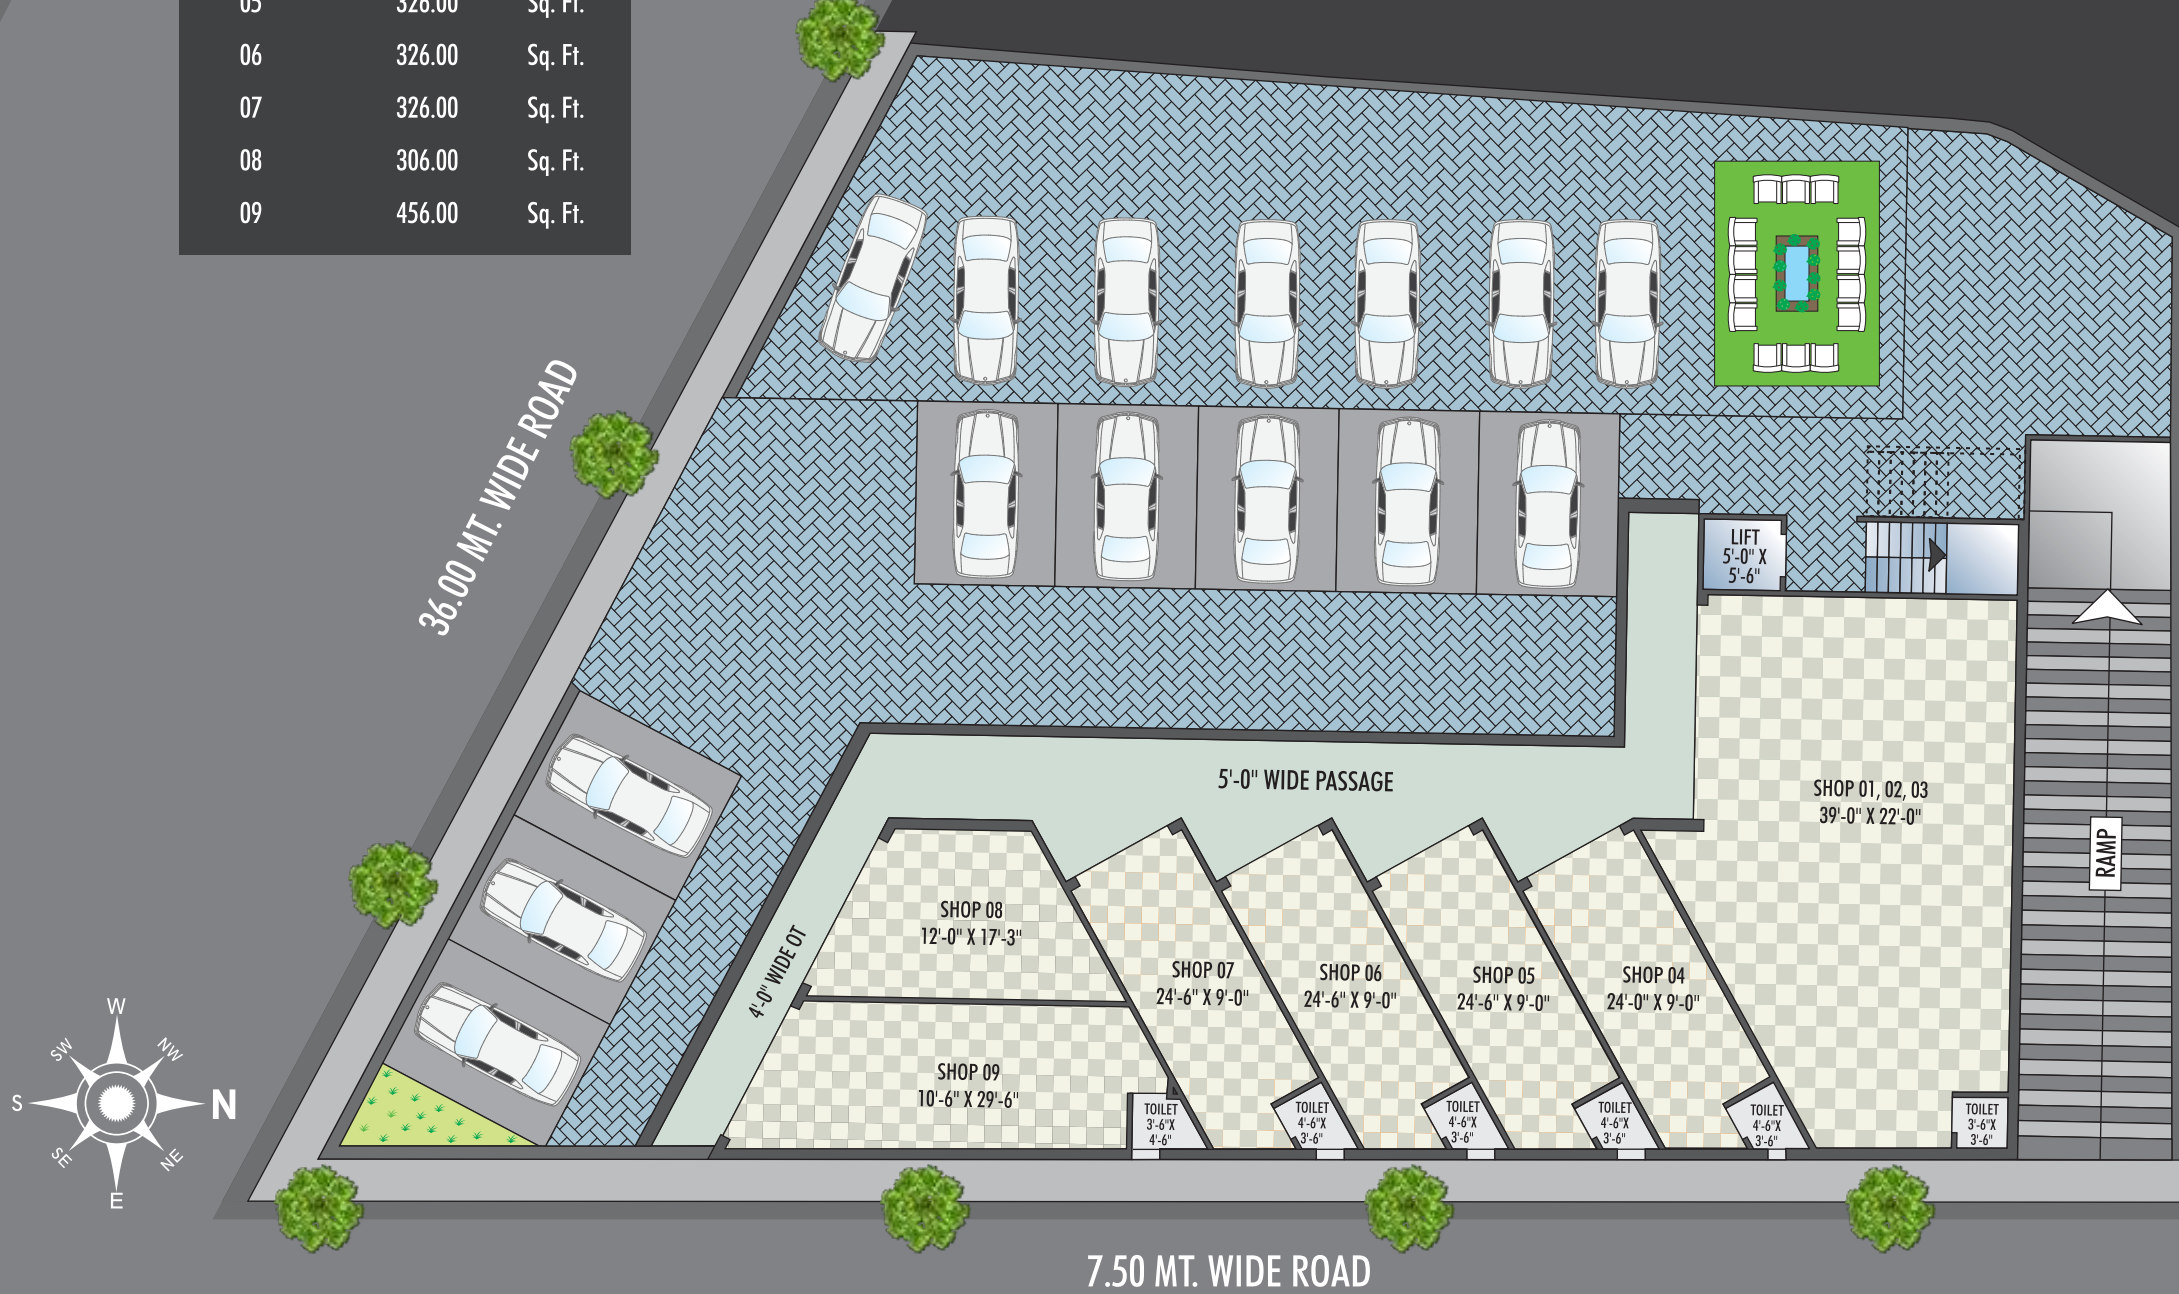 05 326.00 Sq. Ft.
06 326.00 Sq. Ft.
07 326.00 Sq. Ft.
08 306.00 Sq. Ft.
09 456.00 Sq. Ft.
36.00 MT. WIDE ROAD
LIFT
5'-0" X
5'-6"
5'-0" WIDE PASSAGE
SHOP 01, 02, 03
39'-0" X 22'-0"
RAMP
4'-0" WIDE OT
SHOP 08
12'-0" X 17'-3"
SHOP 07
24'-6" X 9'-0"
SHOP 06
24'-6" X 9'-0"
SHOP 05
24'-6" X 9'-0"
SHOP 04
24'-0" X 9'-0"
SHOP 09
10'-6" X 29'-6"
TOILET
3'-6"X
4'-6"
TOILET
4'-6"X
3'-6"
TOILET
4'-6"X
3'-6"
TOILET
4'-6"X
3'-6"
TOILET
4'-6"X
3'-6"
TOILET
3'-6"X
3'-6"
W
SW
NW
S
N
SE
NE
E
7.50 MT. WIDE ROAD